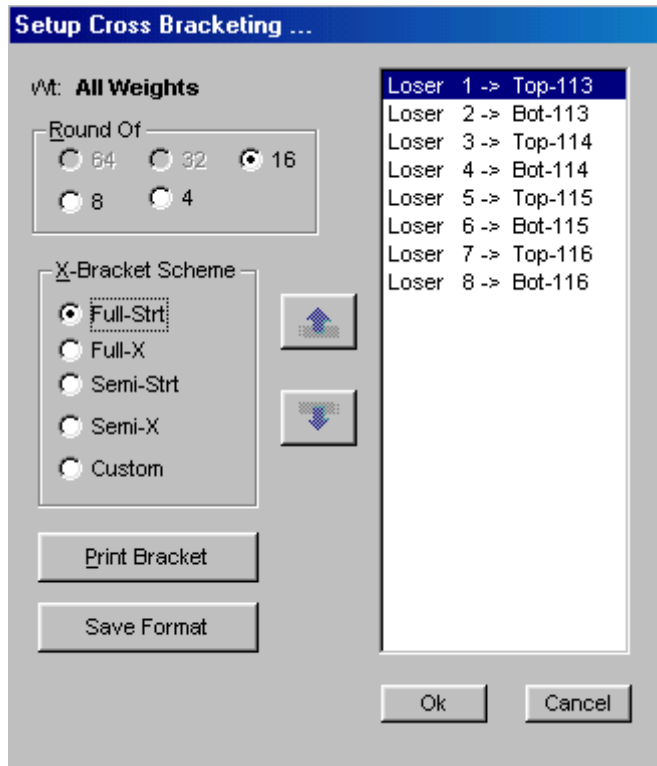 Setup Cross Bracketing ...
Wt: All Weights
Round Of
64 32 16
8 4
X-Bracket Scheme
Full-Strt
Full-X
Semi-Strt
Semi-X
Custom
Print Bracket
Save Format
Loser 1 -> Top-113
Loser 2 -> Bot-113
Loser 3 -> Top-114
Loser 4 -> Bot-114
Loser 5 -> Top-115
Loser 6 -> Bot-115
Loser 7 -> Top-116
Loser 8 -> Bot-116
Ok Cancel